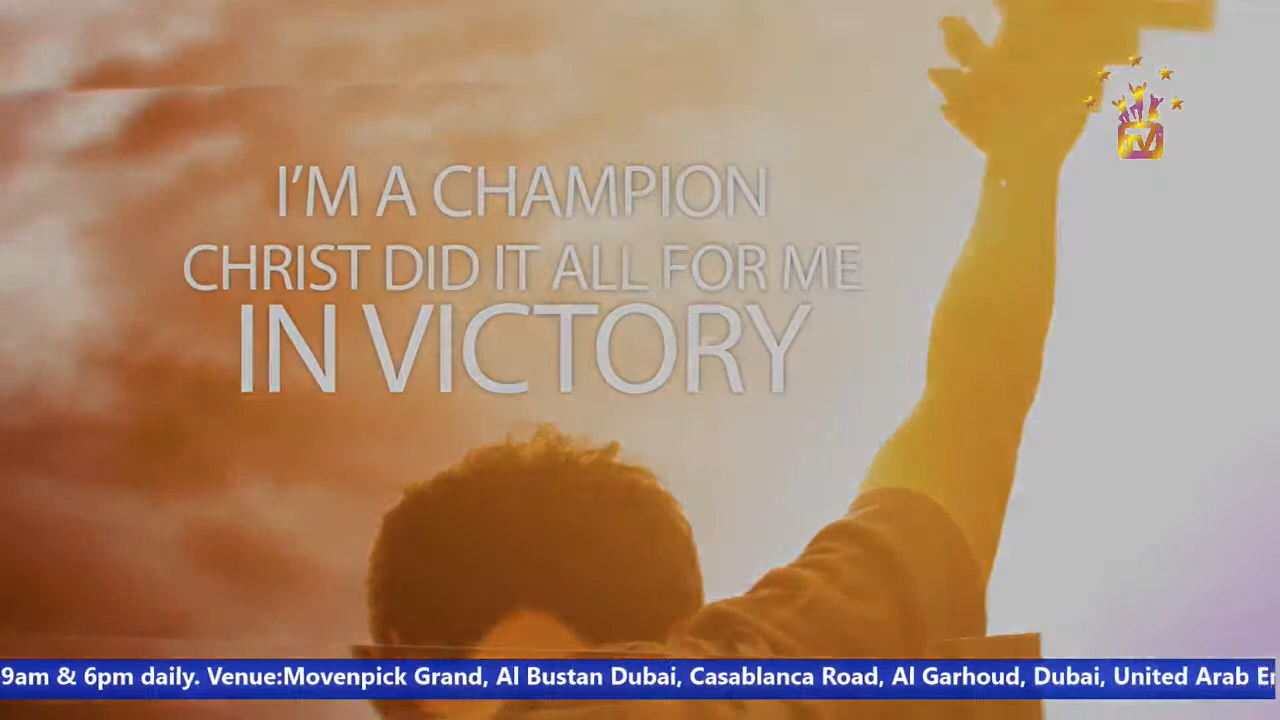 I'M A CHAMPION
CHRIST DID IT ALL FOR ME
IN VICTORY
TV
9am & 6pm daily. Venue:Movenpick Grand, Al Bustan Dubai, Casablanca Road, Al Garhoud, Dubai, United Arab